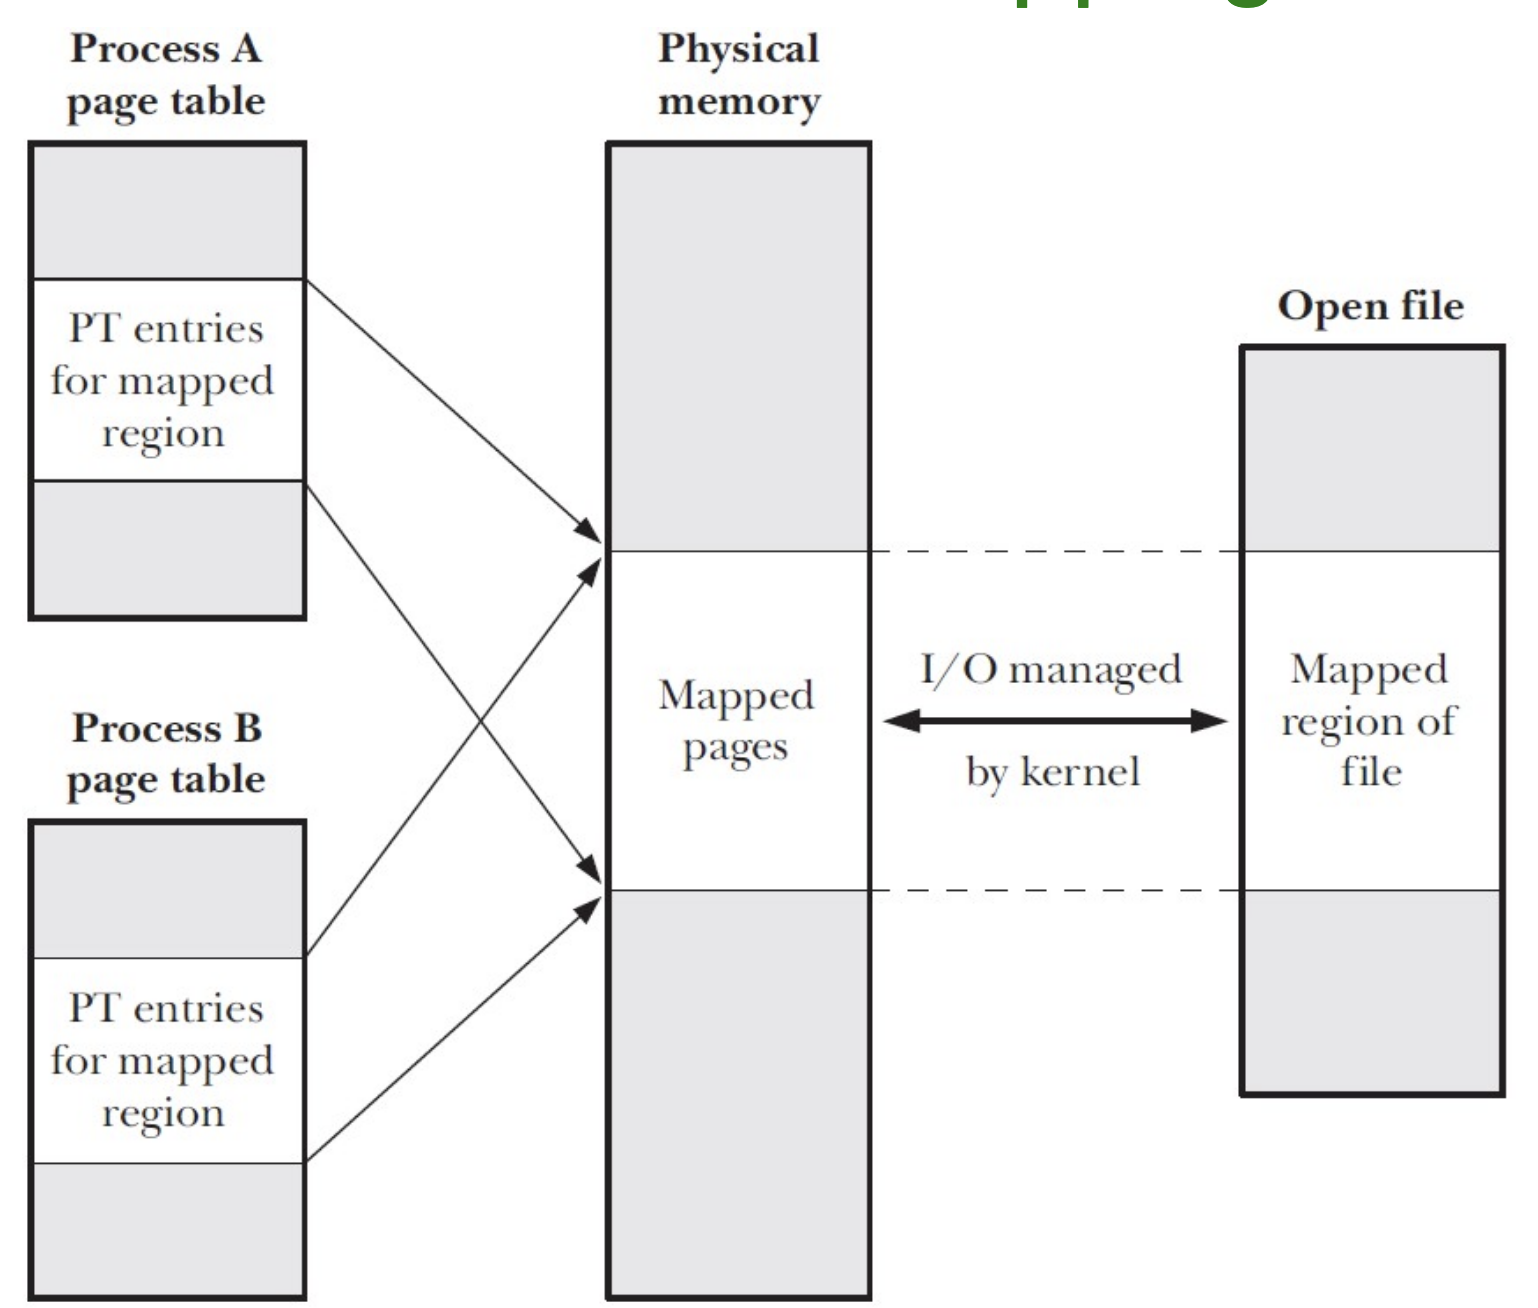 Process A
page table
PT entries
for mapped
region
Process B
page table
PT entries
for mapped
region
Physical
memory
Mapped
pages
I/O managed
by kernel
Open file
Mapped
region of
file